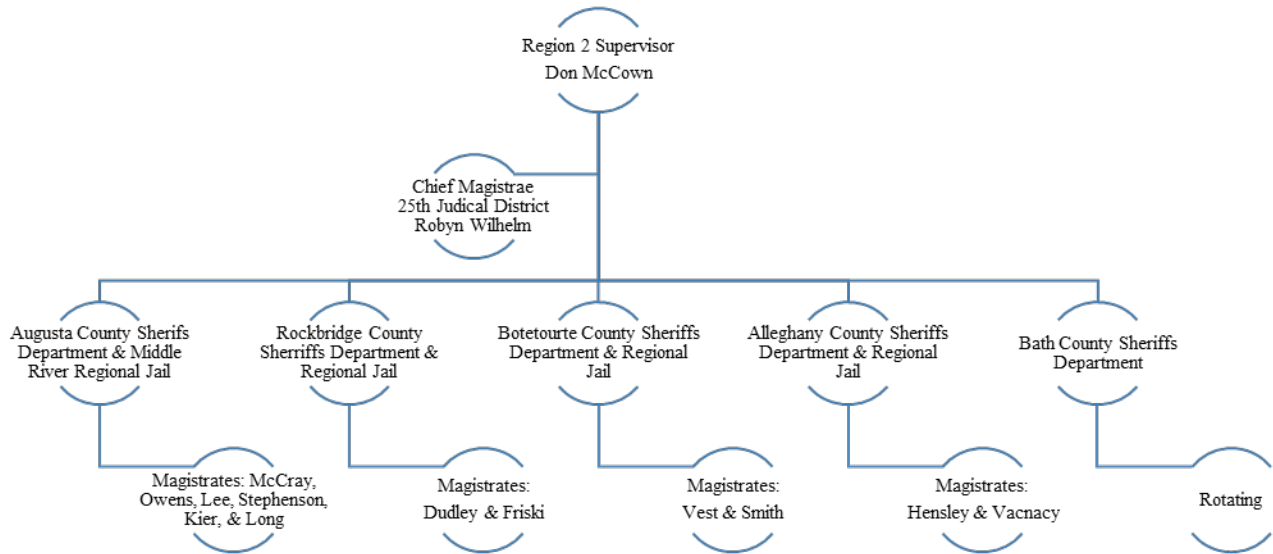 Region 2 Supervisor
Don McCown
Chief Magistrae
25th Judical District
Robyn Wilhelm
Augusta County Sherifs
Department & Middle
River Regional Jail
Rockbridge County
Sherriffs Department &
Regional Jail
Botetourte County Sheriffs
Department & Regional
Jail
Alleghany County Sheriffs
Department & Regional
Jail
Bath County Sheriffs
Department
Magistrates: McCray,
Owens, Lee, Stephenson,
Kier, & Long
Magistrates:
Dudley & Friski
Magistrates:
Vest & Smith
Magistrates:
Hensley & Vacnacy
Rotating